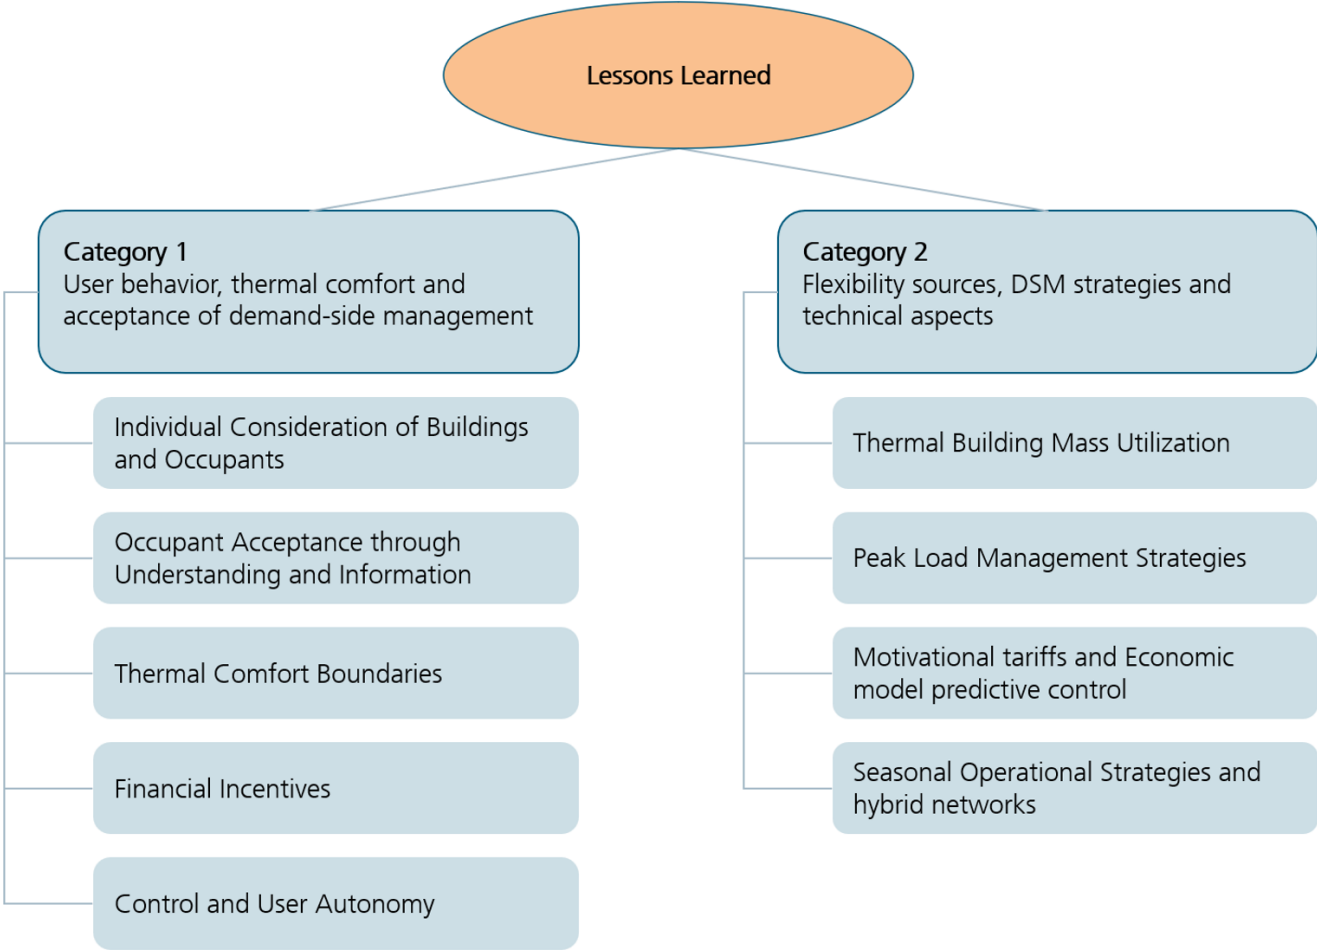 Lessons Learned
Category 1
User behavior, thermal comfort and
acceptance of demand-side management
Individual Consideration of Buildings
and Occupants
Occupant Acceptance through
Understanding and Information
Thermal Comfort Boundaries
Financial Incentives
Control and User Autonomy
Category 2
Flexibility sources, DSM strategies and
technical aspects
Thermal Building Mass Utilization
Peak Load Management Strategies
Motivational tariffs and Economic
model predictive control
Seasonal Operational Strategies and
hybrid networks